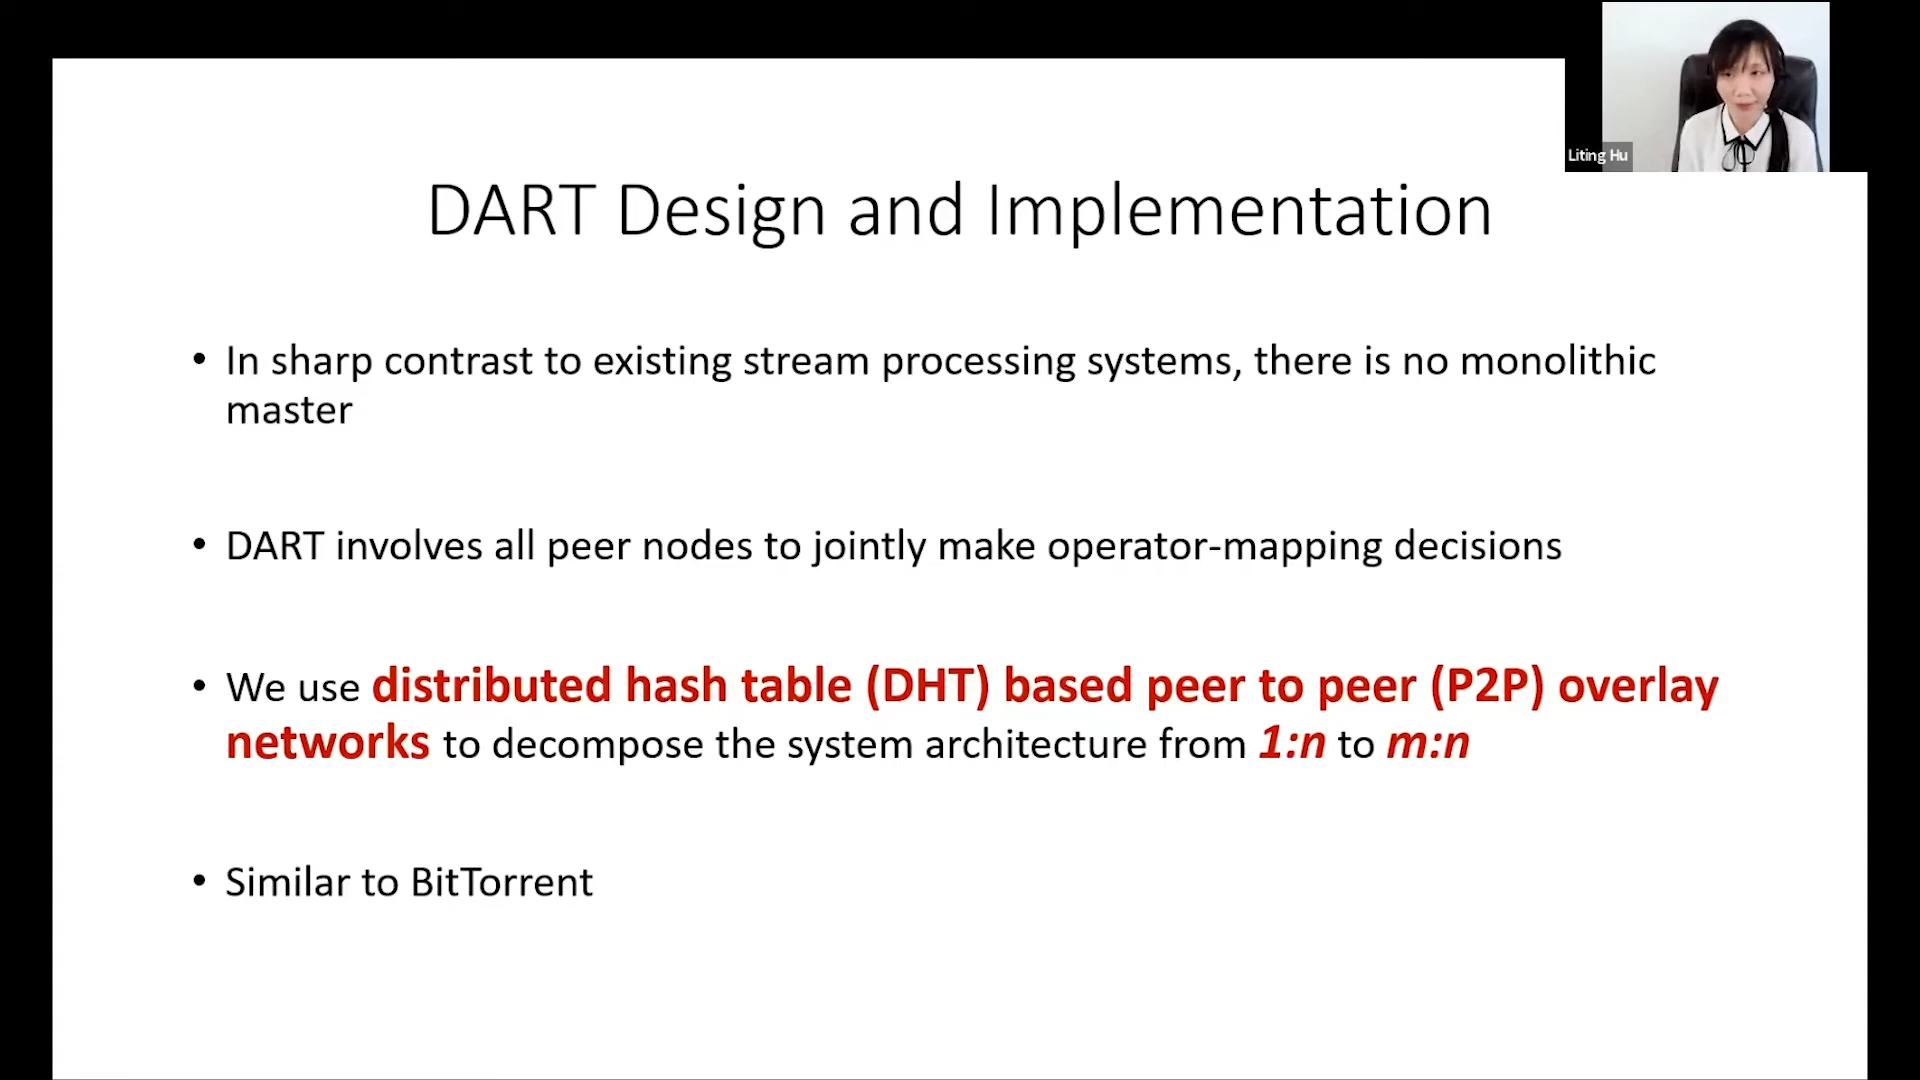 Liting Hu
DART Design and Implementation
• In sharp contrast to existing stream processing systems, there is no monolithic
master
• DART involves all peer nodes to jointly make operator-mapping decisions
• We use distributed hash table (DHT) based peer to peer (P2P) overlay
networks to decompose the system architecture from 1:n to m:n
• Similar to BitTorrent